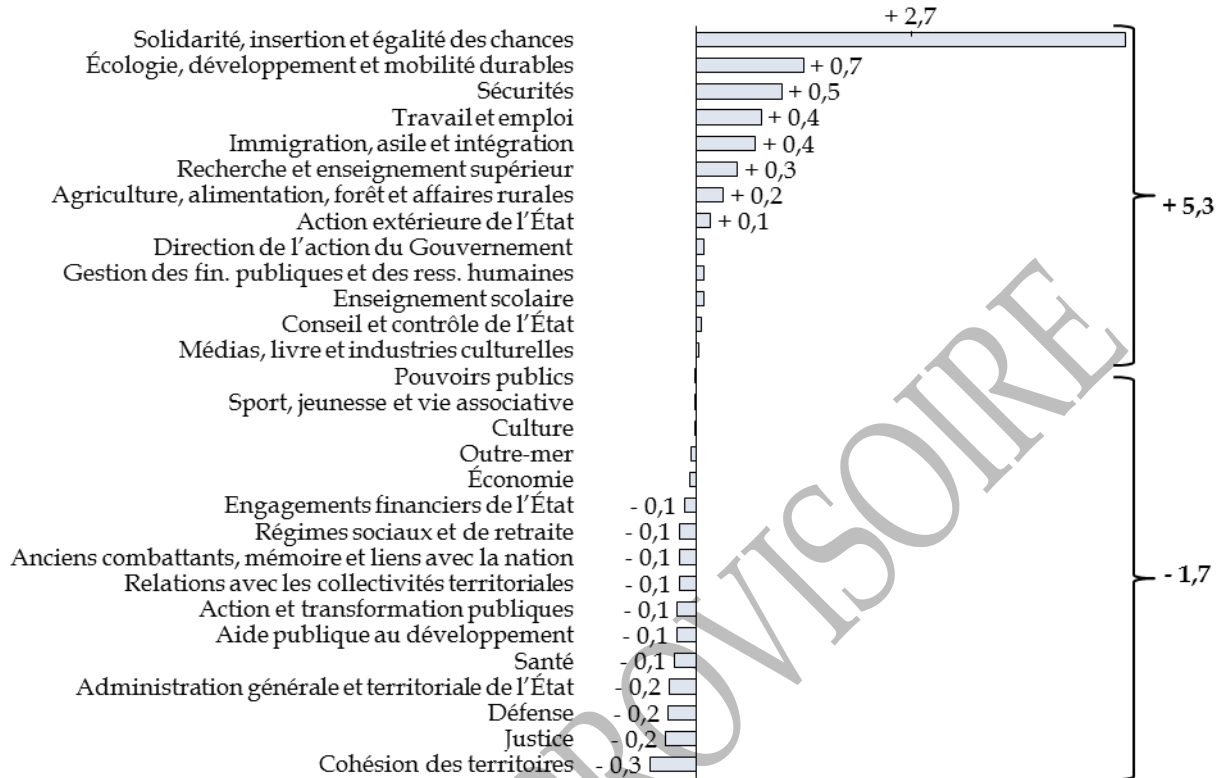 + 2,7
Solidarité, insertion et égalité des chances
Écologie, développement et mobilité durables + 0,7
Sécurités + 0,5
Travail et emploi + 0,4
Immigration, asile et intégration + 0,4
Recherche et enseignement supérieur + 0,3
Agriculture, alimentation, forêt et affaires rurales + 0,2
+ 5,3
Action extérieure de l'État + 0,1
Direction de l'action du Gouvernement
Gestion des fin. publiques et des ress. humaines
Enseignement scolaire
Conseil et contrôle de l'État
Médias, livre et industries culturelles
Pouvoirs publics
Sport, jeunesse et vie associative
Culture
Outre-mer
Économie
Engagements financiers de l'État - 0,1
Régimes sociaux et de retraite - 0,1
Anciens combattants, mémoire et liens avec la nation - 0,1
- 1,7
Relations avec les collectivités territoriales - 0,1
Action et transformation publiques - 0,1
Aide publique au développement - 0,1
Santé - 0,1
Administration générale et territoriale de l'État - 0,2
Défense - 0,2
Justice - 0,2
Cohésion des territoires - 0,3
PROVISOIRE